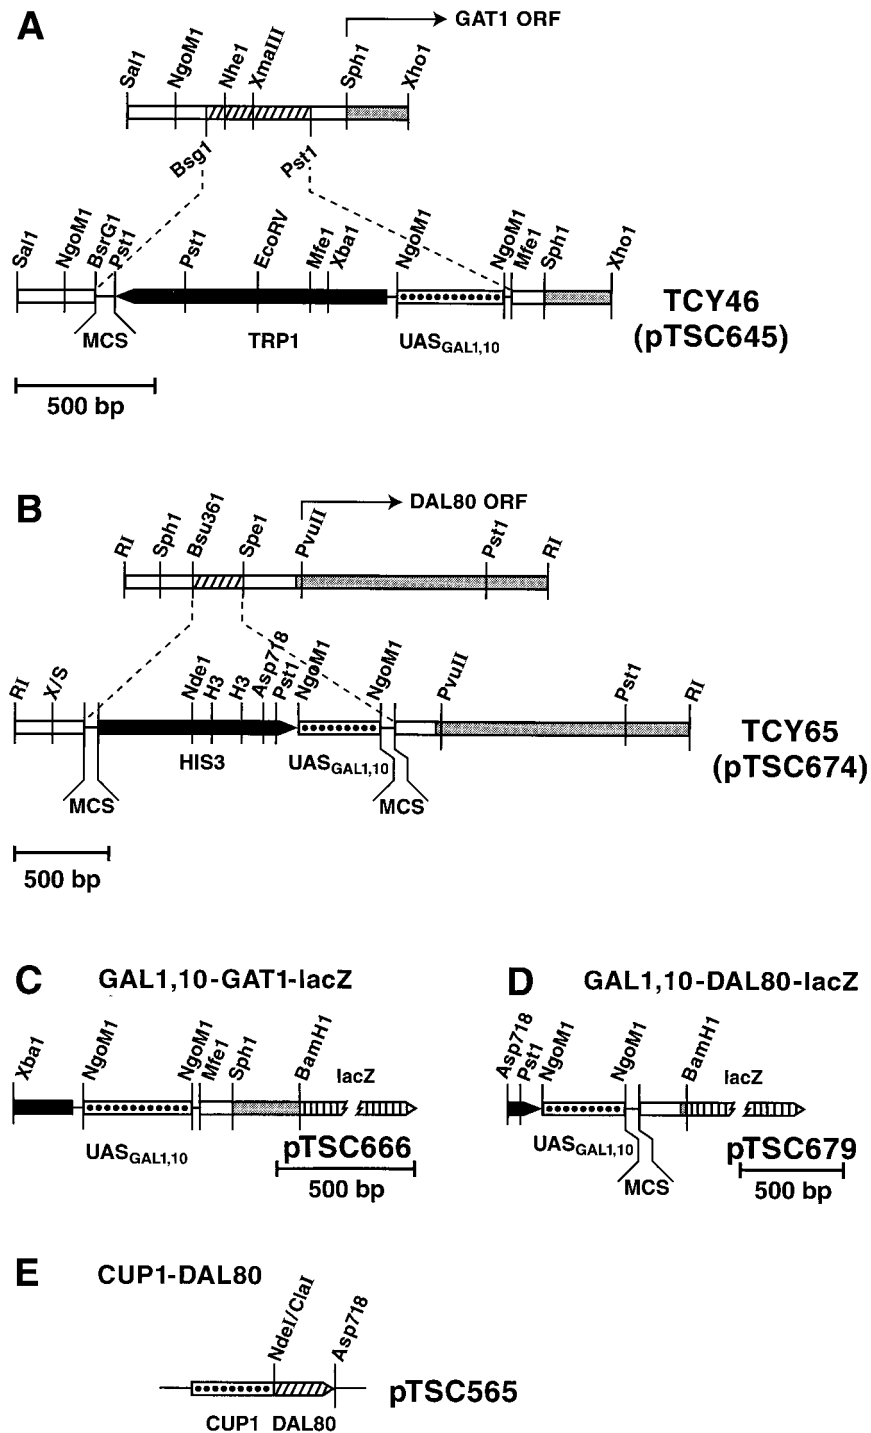 A
GAT1 ORF
Sal1 NgoM1 Nhe1 XmaIII Sph1 Xho1
Bsg1 Pst1
Sal1 NgoM1 BsrG1 Pst1 Pst1 EcoRV Mfe1 Xba1 NgoM1 NgoM1 Mfe1 Sph1 Xho1
MCS TRP1 UASGAL1,10
TCY46
(pTSC645)
500 bp
B
DAL80 ORF
RI Sph1 Bsu361 Spe1 PvuII Pst1 RI
RI X/S Nde1 H3 H3 Asp718 Pst1 NgoM1 NgoM1 PvuII Pst1 RI
HIS3 UASGAL1,10
MCS MCS
TCY65
(pTSC674)
500 bp
C GAL1,10-GAT1-lacZ
Xba1 NgoM1 NgoM1 Mfe1 Sph1 BamH1
lacZ
UASGAL1,10
pTSC666
500 bp
D GAL1,10-DAL80-lacZ
Asp718 Pst1 NgoM1 NgoM1 BamH1
lacZ
UASGAL1,10
MCS
pTSC679
500 bp
E CUP1-DAL80
NdeI/ClaI Asp718
pTSC565
CUP1 DAL80